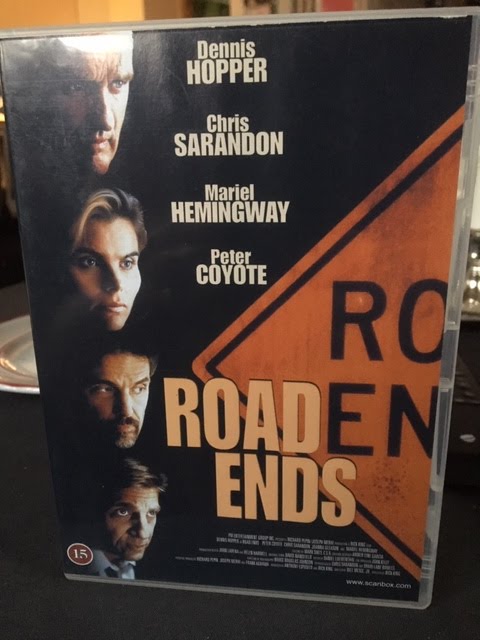 Dennis
HOPPER
Chris
SARANDON
Mariel
HEMINGWAY
Peter
COYOTE
RO
EN
ROAD
ENDS
15
www.scanbox.com